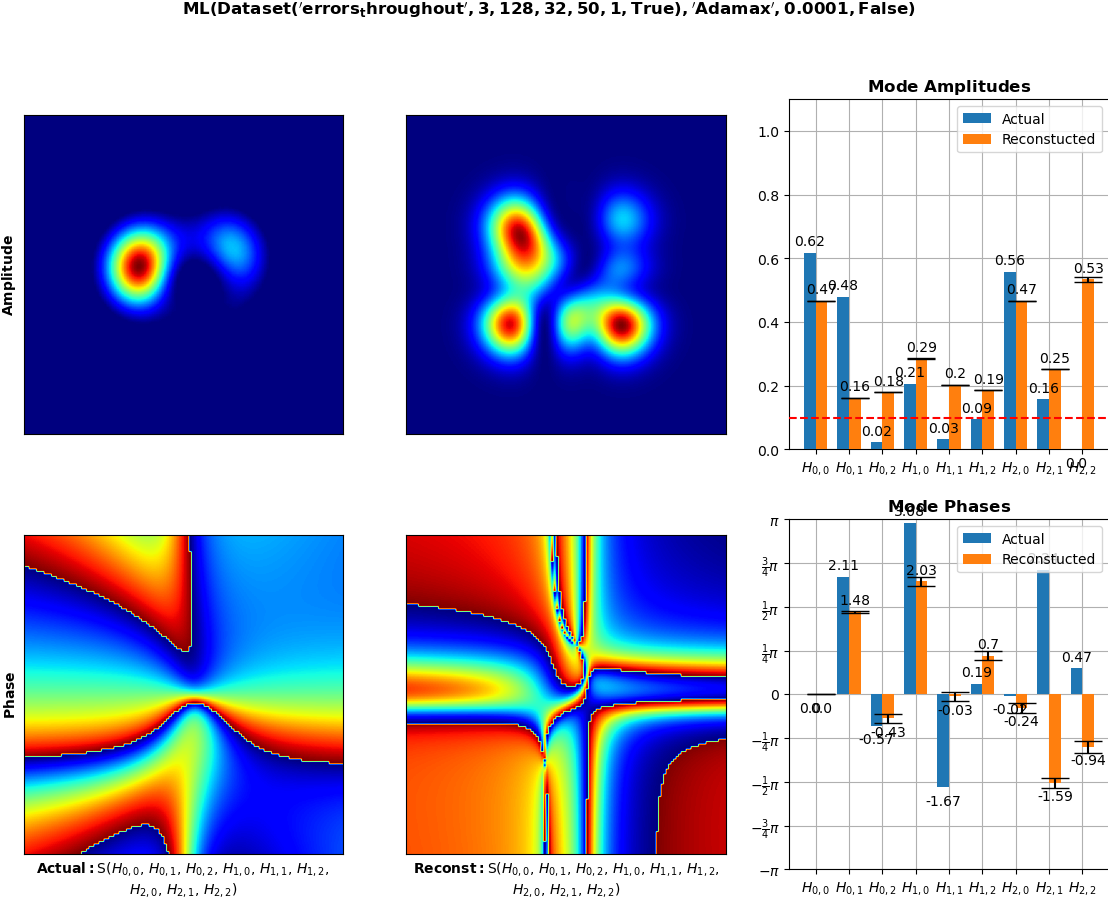 ML(Dataset('errors_throughout', 3, 128, 32, 50, 1, True), 'Adamax', 0.0001, False)
Amplitude
Mode Amplitudes
Actual
Reconstucted
1.0
0.8
0.6
0.4
0.2
0.0
0.62
0.47
0.48
0.16
0.02
0.18
0.21
0.29
0.03
0.2
0.09
0.19
0.56
0.47
0.16
0.25
0.0
0.53
H0,0 H0,1 H0,2 H1,0 H1,1 H1,2 H2,0 H2,1 H2,2
Phase
Mode Phases
Actual
Reconstucted
π
3/4π
1/2π
1/4π
0
−1/4π
−1/2π
−3/4π
−π
0.0
0.0
2.11
1.48
-0.57
-0.43
3.08
2.03
-1.67
-0.03
0.19
0.7
-0.24
-1.59
0.47
-0.94
H0,0 H0,1 H0,2 H1,0 H1,1 H1,2 H2,0 H2,1 H2,2
Actual: S(H0,0, H0,1, H0,2, H1,0, H1,1, H1,2,
H2,0, H2,1, H2,2)
Reconst: S(H0,0, H0,1, H0,2, H1,0, H1,1, H1,2,
H2,0, H2,1, H2,2)